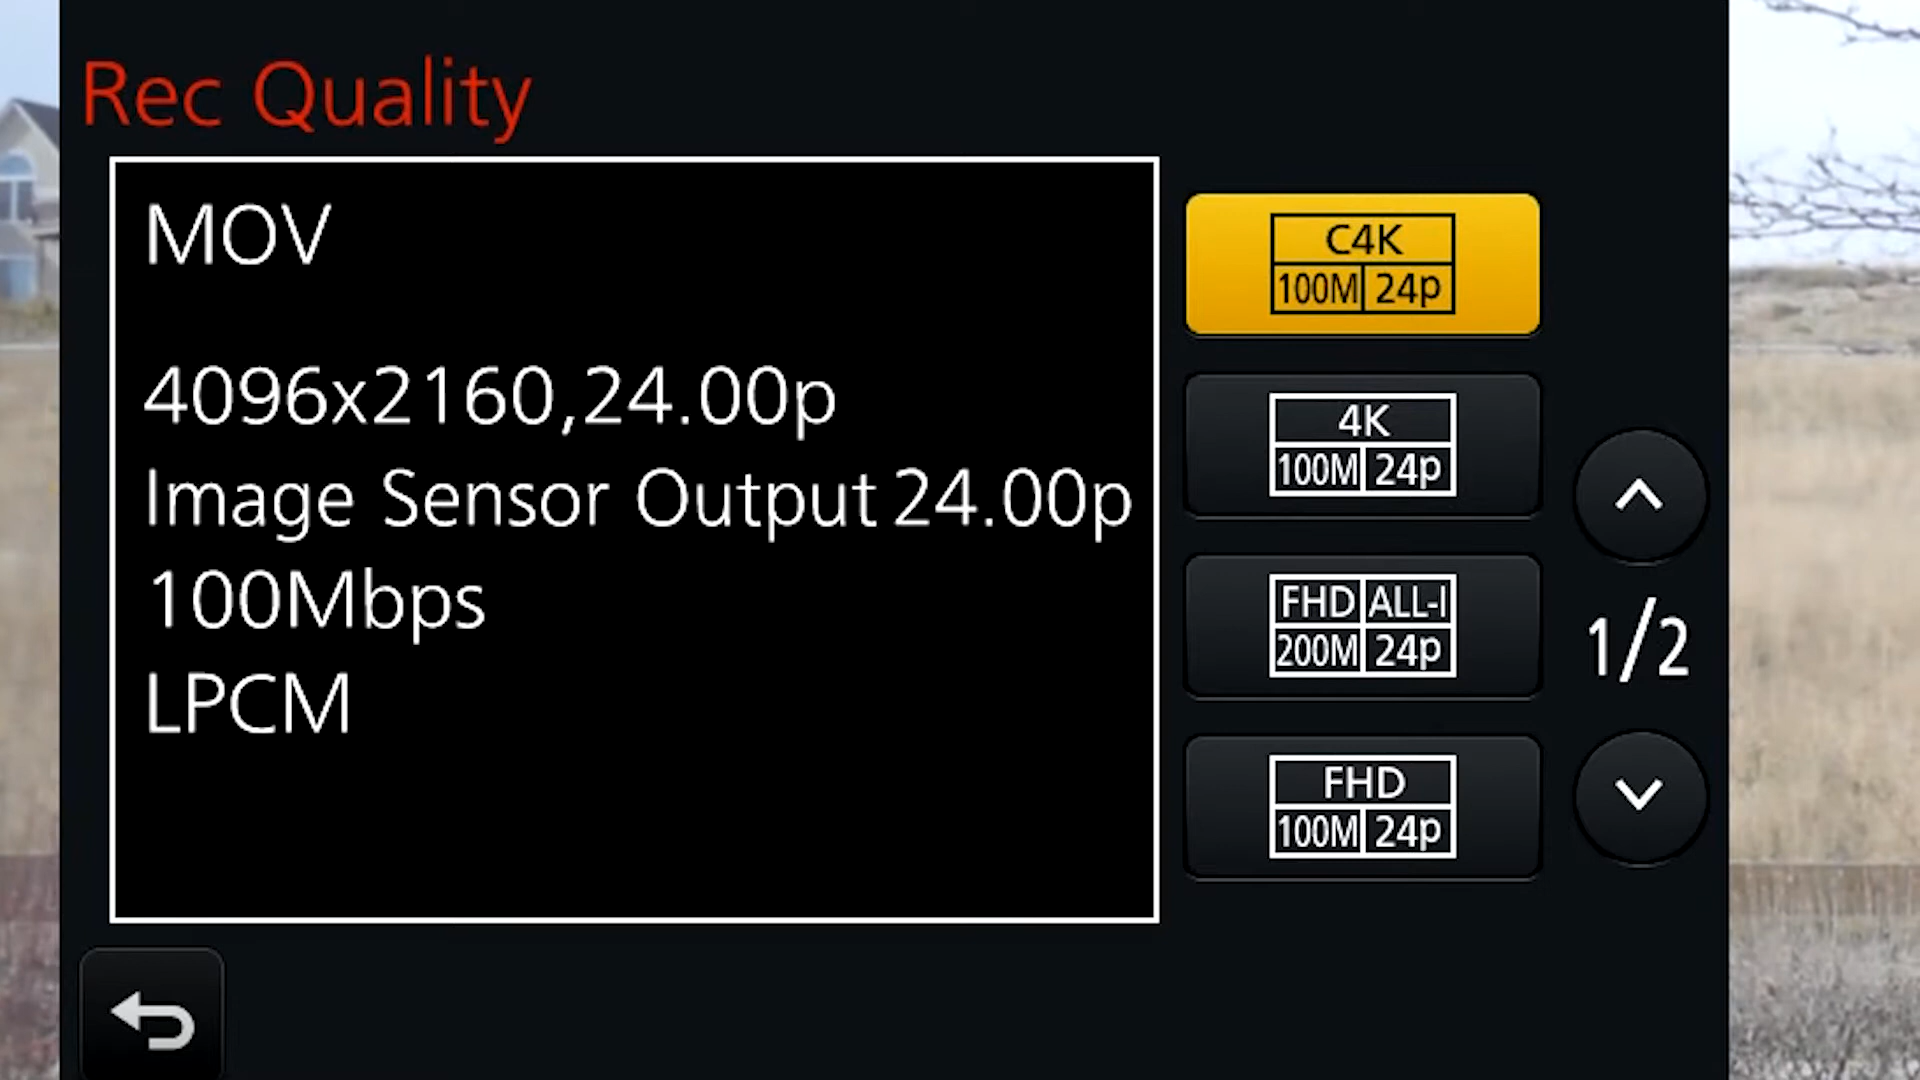 Rec Quality
MOV
4096x2160,24.00p
Image Sensor Output 24.00p
100Mbps
LPCM
C4K
100M 24p
4K
100M 24p
FHD ALL-I
200M 24p
FHD
100M 24p
1/2